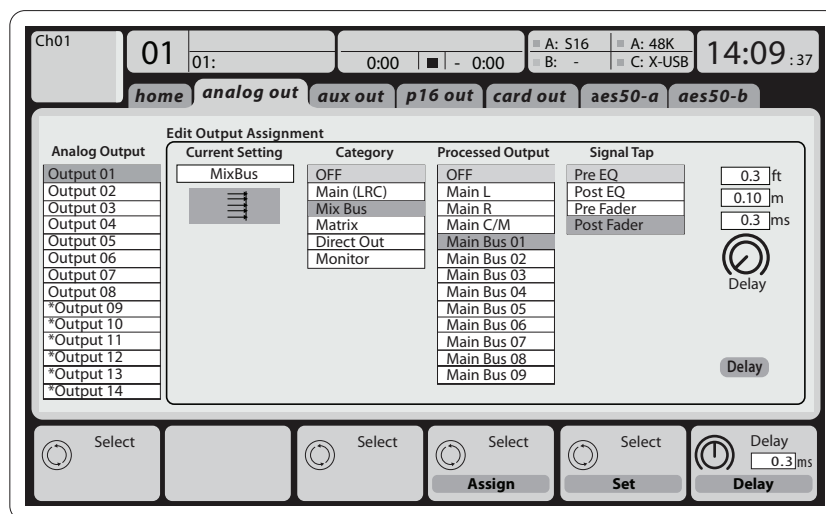 Ch01
01
01:
0:00 - 0:00
A: S16
B: -
A: 48K
C: X-USB
14:09 :37
home
analog out
aux out
p16 out
card out
aes50-a
aes50-b
Edit Output Assignment
Analog Output
Output 01
Output 02
Output 03
Output 04
Output 05
Output 06
Output 07
Output 08
*Output 09
*Output 10
*Output 11
*Output 12
*Output 13
*Output 14
Current Setting
MixBus
Category
OFF
Main (LRC)
Mix Bus
Matrix
Direct Out
Monitor
Processed Output
OFF
Main L
Main R
Main C/M
Main Bus 01
Main Bus 02
Main Bus 03
Main Bus 04
Main Bus 05
Main Bus 06
Main Bus 07
Main Bus 08
Main Bus 09
Signal Tap
Pre EQ
Post EQ
Pre Fader
Post Fader
0.3 ft
0.10 m
0.3 ms
Delay
Delay
Select
Select
Select
Assign
Select
Set
Delay
0.3 ms
Delay